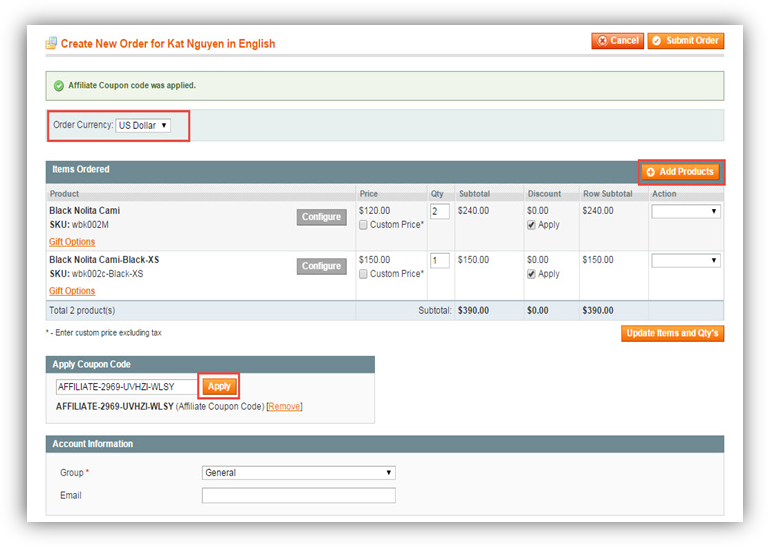 Create New Order for Kat Nguyen in English
Cancel
Submit Order
Affiliate Coupon code was applied.
Order Currency: US Dollar
Items Ordered
Add Products
Product Price Qty Subtotal Discount Row Subtotal Action
Black Nolita Cami $120.00 2 $240.00 $0.00 $240.00
SKU: wbk002M Configure Custom Price* Apply
Gift Options
Black Nolita Cami-Black-XS $150.00 1 $150.00 $0.00 $150.00
SKU: wbk002c-Black-XS Configure Custom Price* Apply
Gift Options
Total 2 product(s) Subtotal: $390.00 $0.00 $390.00
* - Enter custom price excluding tax
Update Items and Qty's
Apply Coupon Code
AFFILIATE-2969-UVHZI-WLSY Apply
AFFILIATE-2969-UVHZI-WLSY (Affiliate Coupon Code) [Remove]
Account Information
Group * General
Email